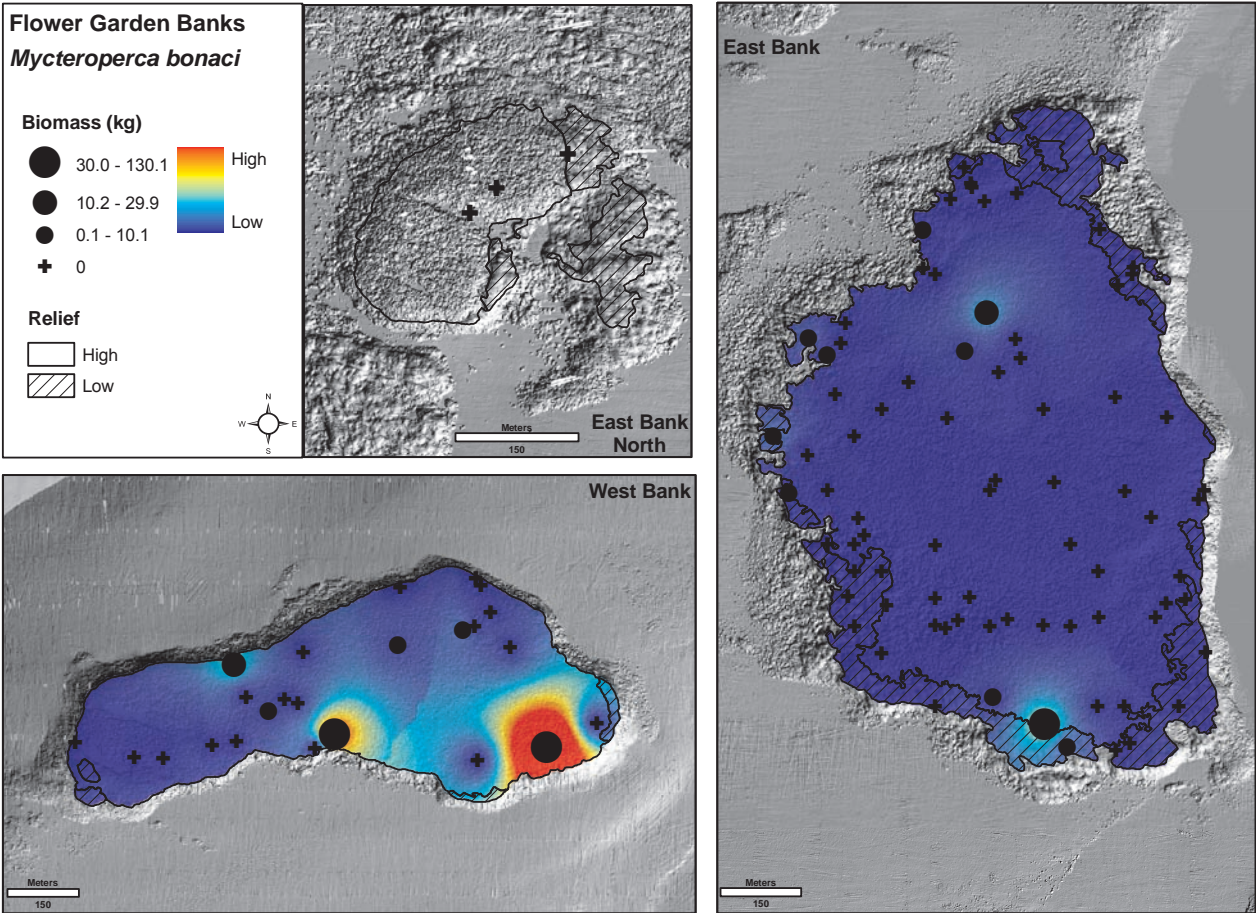 Flower Garden Banks
Mycteroperca bonaci
Biomass (kg)
30.0 - 130.1
10.2 - 29.9
0.1 - 10.1
0
High
Low
Relief
High
Low
N
W
E
S
Meters
150
East Bank
North
West Bank
Meters
150
East Bank
Meters
150